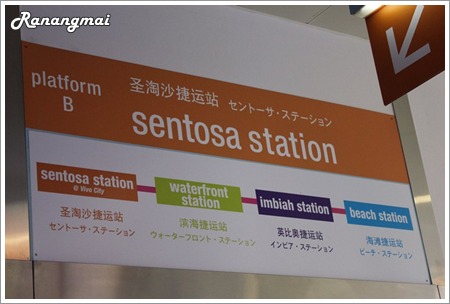 Ranangmai
platform
B
圣淘沙捷运站 セントーサ・ステーション
sentosa station
sentosa station
@ Vivo City
圣淘沙捷运站
セントーサ・ステーション
waterfront
station
滨海捷运站
ウォーターフロント・ステーション
imbiah station
英比奥捷运站
インビア・ステーション
beach station
海滩捷运站
ビーチ・ステーション